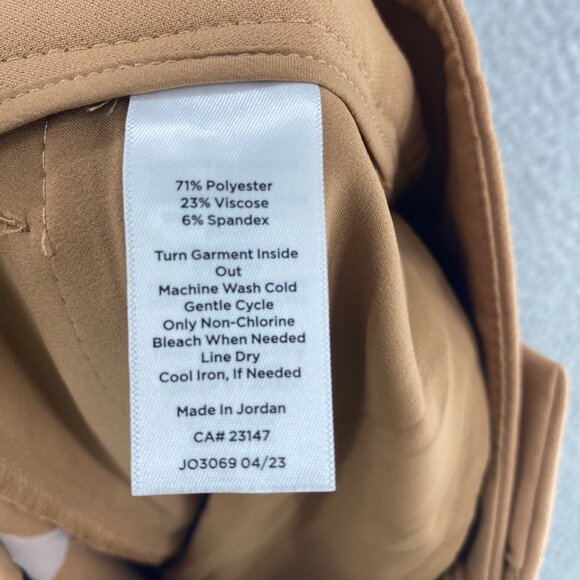 71% Polyester
23% Viscose
6% Spandex
Turn Garment Inside
Out
Machine Wash Cold
Gentle Cycle
Only Non-Chlorine
Bleach When Needed
Line Dry
Cool Iron, If Needed
Made In Jordan
CA# 23147
JO3069 04/23